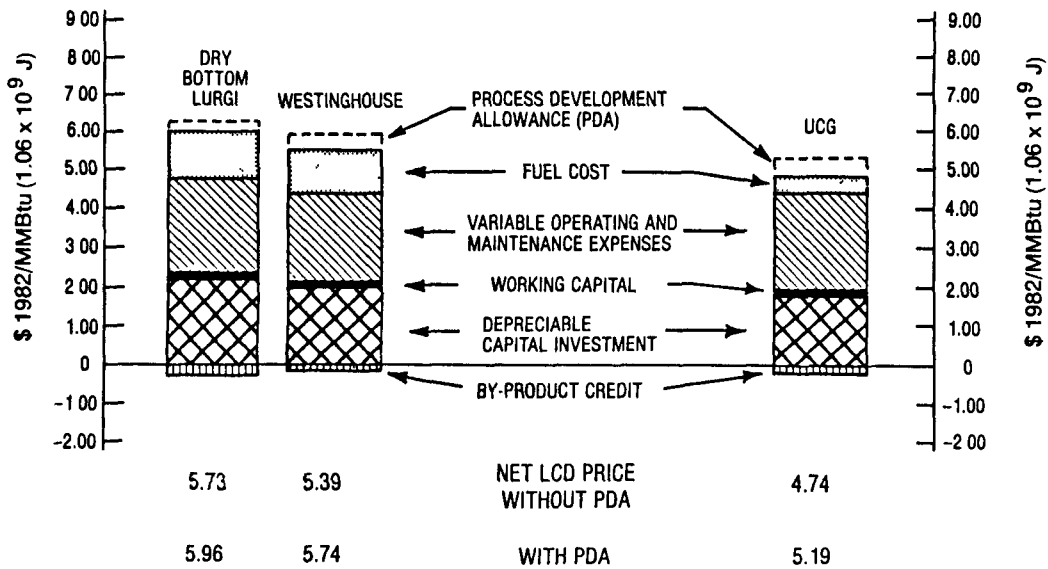 $ 1982/MMBtu (1.06 x 10^9 J)
9 00
8 00
7 00
6.00
5.00
4.00
3 00
2 00
1.00
0
-1 00
-2.00
DRY
BOTTOM
LURGI
WESTINGHOUSE
PROCESS DEVELOPMENT
ALLOWANCE (PDA)
UCG
FUEL COST
VARIABLE OPERATING AND
MAINTENANCE EXPENSES
WORKING CAPITAL
DEPRECIABLE
CAPITAL INVESTMENT
BY-PRODUCT CREDIT
9.00
8.00
7.00
6.00
5.00
4.00
3.00
2.00
1.00
0
-1.00
-2 00
$ 1982/MMBtu (1.06 x 10^9 J)
5.73 5.39 NET LCD PRICE
WITHOUT PDA 4.74
5.96 5.74 WITH PDA 5.19